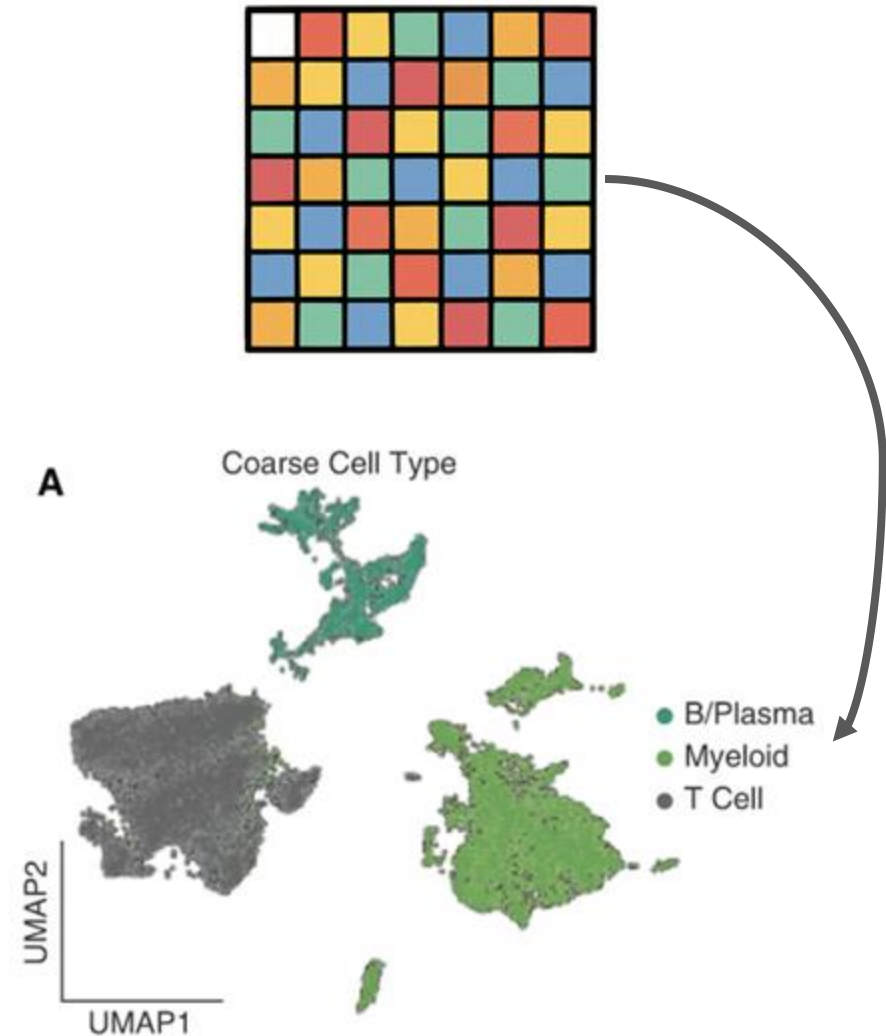 A
Coarse Cell Type
B/Plasma
Myeloid
T Cell
UMAP2
UMAP1